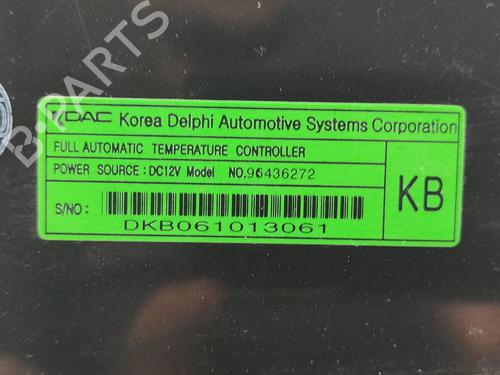 KDAC Korea Delphi Automotive Systems Corporation
FULL AUTOMATIC TEMPERATURE CONTROLLER
POWER SOURCE : DC12V Model NO.96436272
KB
S/NO :
DKB061013061
B-PARTS